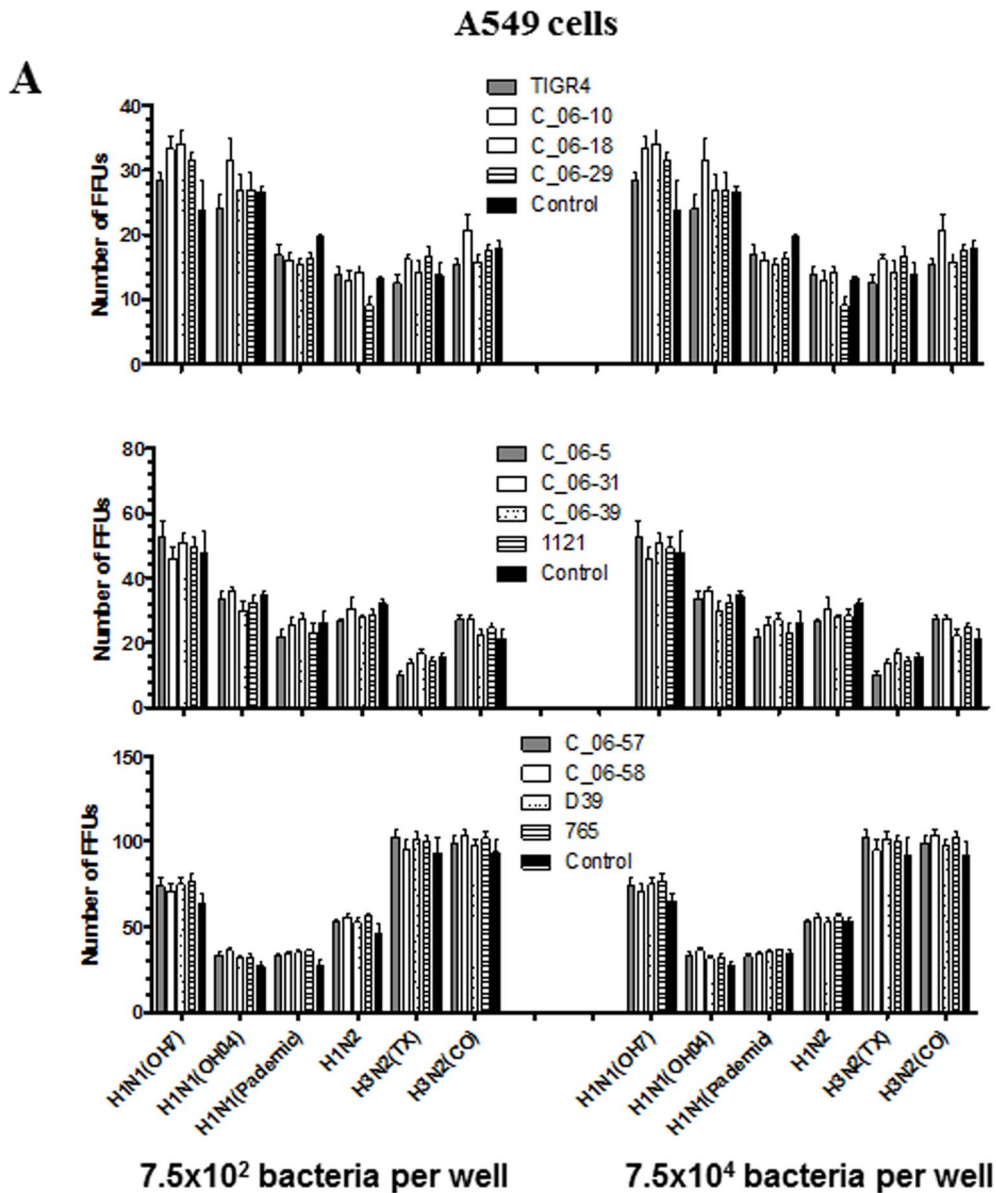 A549 cells
A
TIGR4
C_06-10
C_06-18
C_06-29
Control
Number of FFUs
40
30
20
10
0
C_06-5
C_06-31
C_06-39
1121
Control
Number of FFUs
80
60
40
20
0
C_06-57
C_06-58
D39
765
Control
Number of FFUs
150
100
50
0
H1N1(OH7)
H1N1(OH04)
H1N1(Pademic)
H1N2
H3N2(TX)
H3N2(CO)
H1N1(OH7)
H1N1(OH04)
H1N1(Pademic)
H1N2
H3N2(TX)
H3N2(CO)
7.5x10² bacteria per well
7.5x10⁴ bacteria per well